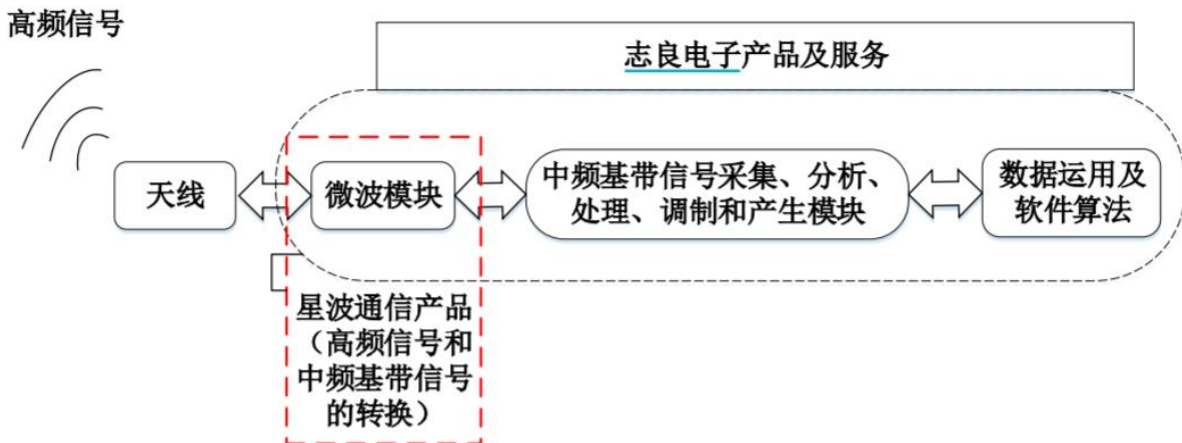 高频信号
志良电子产品及服务
天线
微波模块
中频基带信号采集、分析、
处理、调制和产生模块
数据运用及
软件算法
星波通信产品
（高频信号和
中频基带信号
的转换）